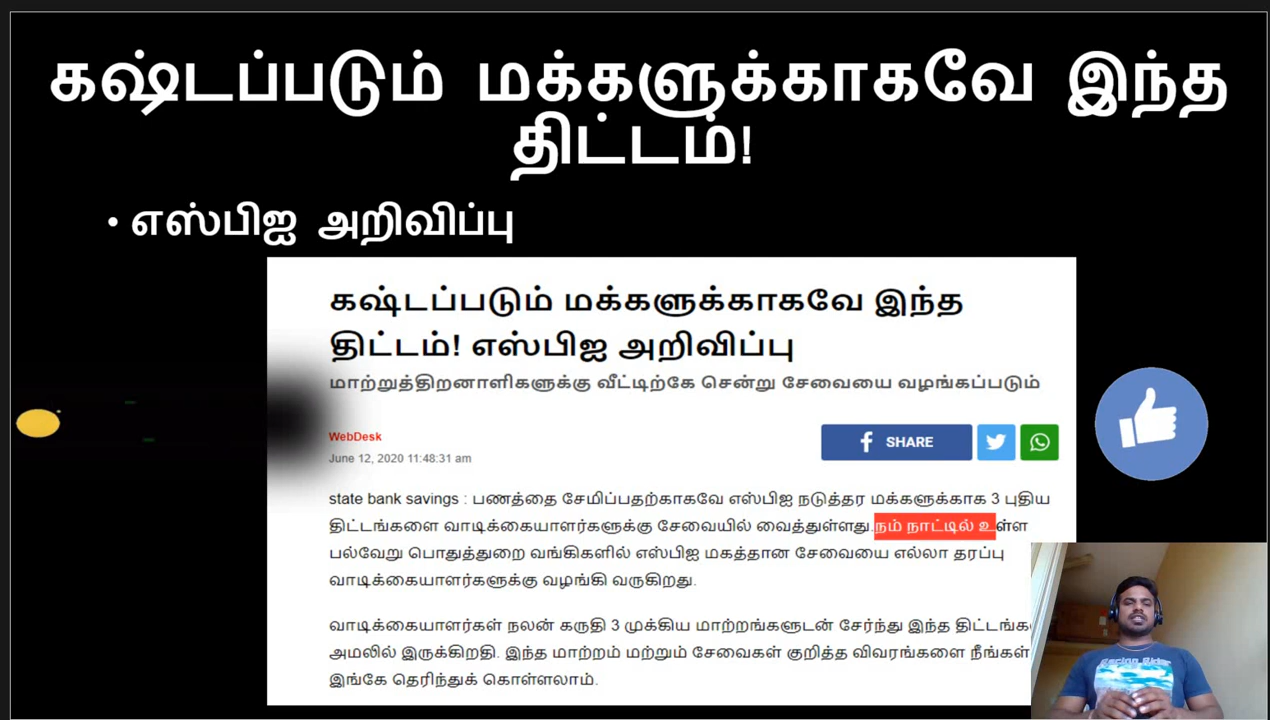 கஷ்டப்படும் மக்களுக்காகவே இந்த
திட்டம்!
• எஸ்பிஐ அறிவிப்பு
கஷ்டப்படும் மக்களுக்காகவே இந்த
திட்டம்! எஸ்பிஐ அறிவிப்பு
மாற்றுத்திறனாளிகளுக்கு வீட்டிற்கே சென்று சேவையை வழங்கப்படும்
WebDesk
June 12, 2020 11:48:31 am
SHARE
state bank savings : பணத்தை சேமிப்பதற்காகவே எஸ்பிஐ நடுத்தர மக்களுக்காக 3 புதிய
திட்டங்களை வாடிக்கையாளர்களுக்கு சேவையில் வைத்துள்ளது.நம் நாட்டில் உள்ள
பல்வேறு பொதுத்துறை வங்கிகளில் எஸ்பிஐ மகத்தான சேவையை எல்லா தரப்பு
வாடிக்கையாளர்களுக்கு வழங்கி வருகிறது.
வாடிக்கையாளர்கள் நலன் கருதி 3 முக்கிய மாற்றங்களுடன் சேர்ந்து இந்த
அமலில் இருக்கிறதி. இந்த மாற்றம் மற்றும் சேவைகள் குறித்த விவரங்களை நீங்கள்
இங்கே தெரிந்துக் கொள்ளலாம்.